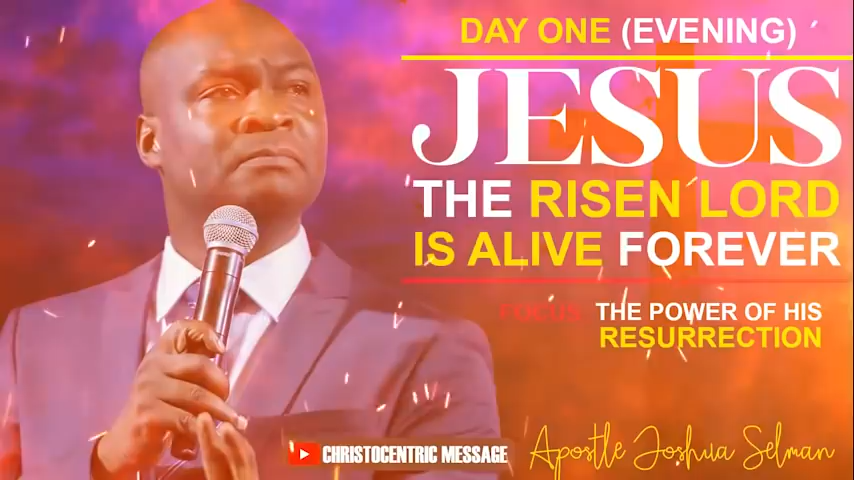 DAY ONE (EVENING)
JESUS
THE RISEN LORD
IS ALIVE FOREVER
FOCUS: THE POWER OF HIS
RESURRECTION
CHRISTOCENTRIC MESSAGE
Apostle Joshua Selman